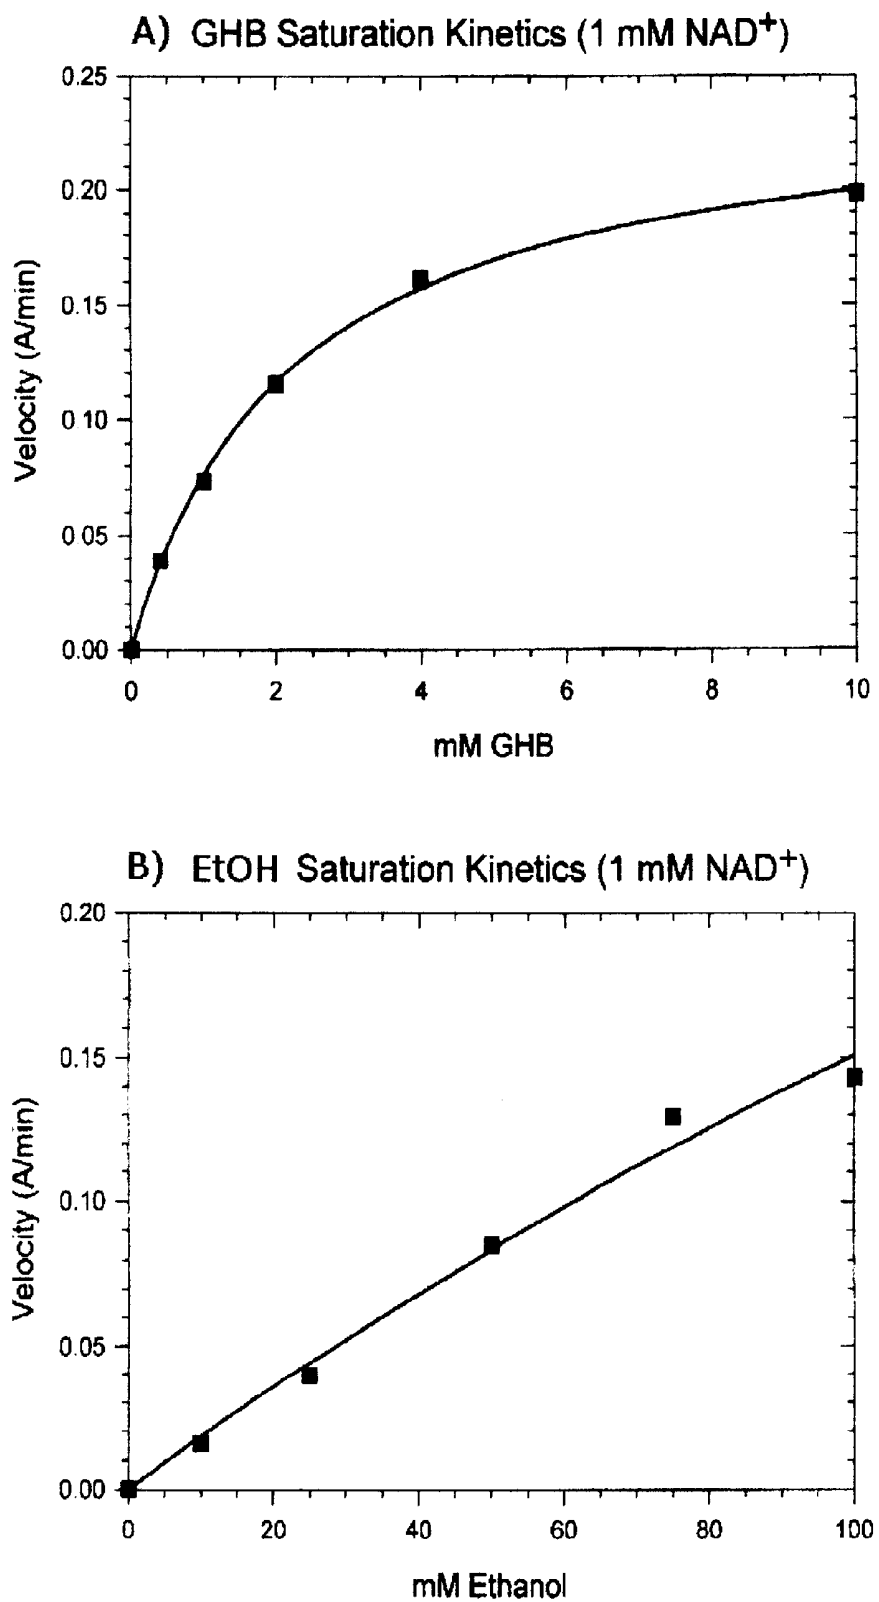 A) GHB Saturation Kinetics (1 mM NAD+)
0.25
0.20
0.15
0 10
0 05
0.00
Velocity (A/min)
0 2 4 6 8 10
mM GHB
B) EtOH Saturation Kinetics (1 mM NAD+)
0.20
0.15
0.10
0.05
0.00
Velocity (A/min)
0 20 40 60 80 100
mM Ethanol